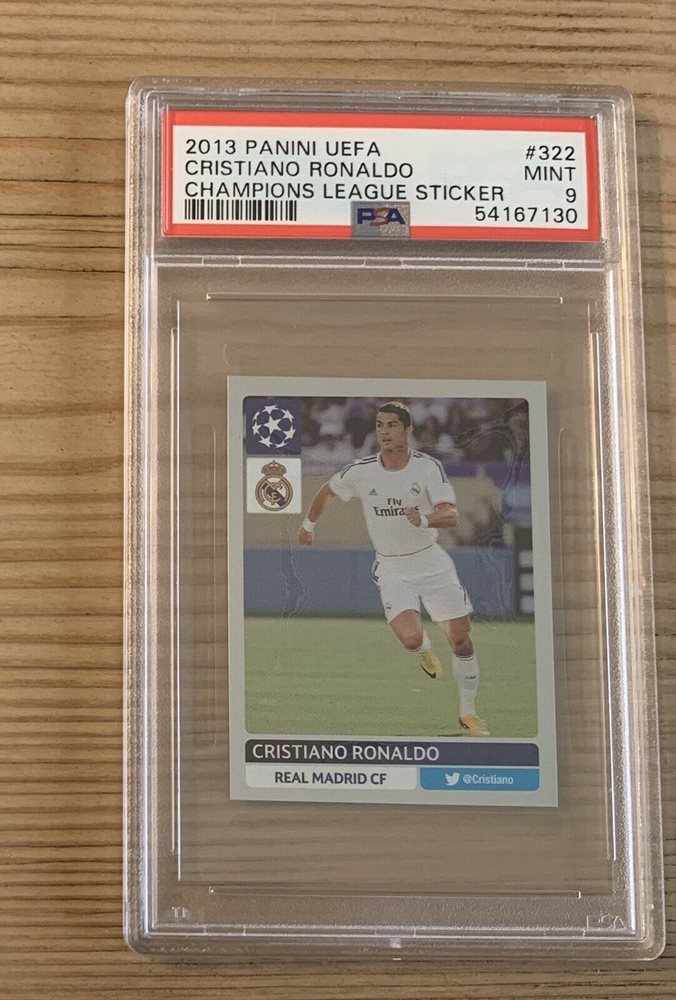 2013 PANINI UEFA #322
CRISTIANO RONALDO MINT
CHAMPIONS LEAGUE STICKER 9
PSA 54167130
Fly
Emirates
CRISTIANO RONALDO
REAL MADRID CF @Cristiano
PSA